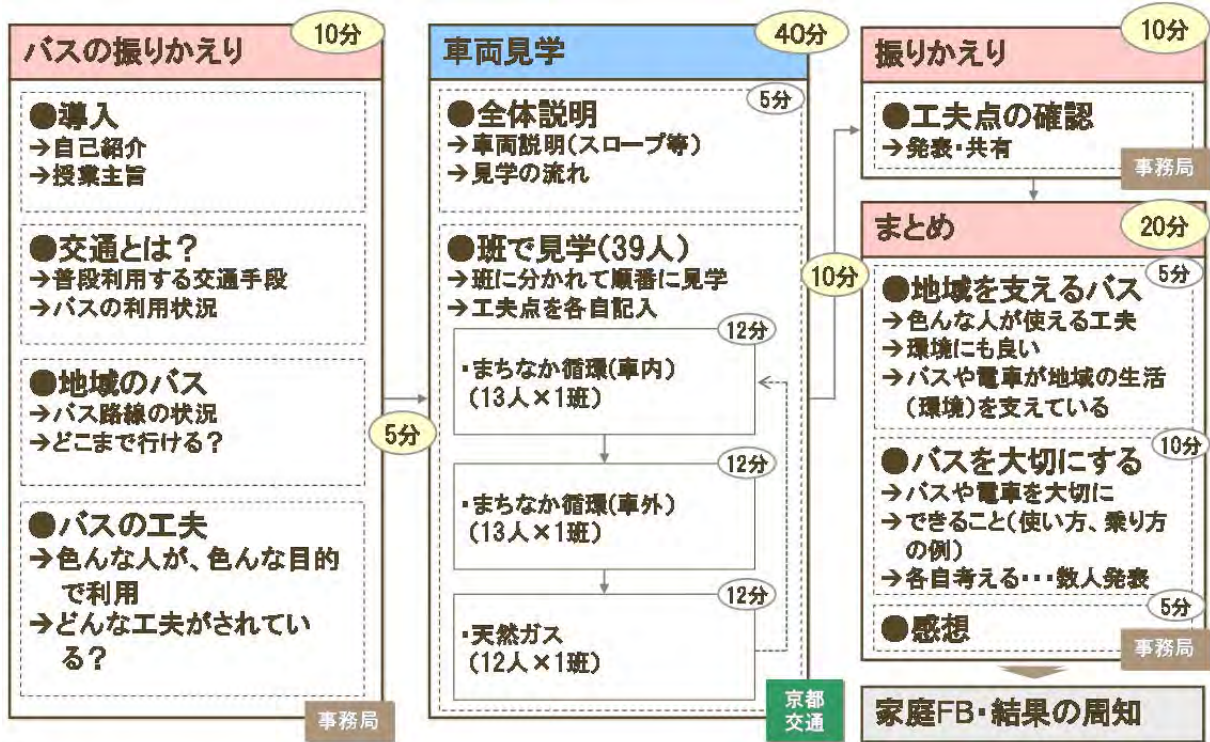 バスの振りかえり
10分
●導入
→自己紹介
→授業主旨
●交通とは？
→普段利用する交通手段
→バスの利用状況
●地域のバス
→バス路線の状況
→どこまで行ける？
●バスの工夫
→色んな人が、色んな目的
で利用
→どんな工夫がされてい
る？
事務局
5分
車両見学
40分
5分
●全体説明
→車両説明(スロープ等)
→見学の流れ
●班で見学(39人)
→班に分かれて順番に見学
→工夫点を各自記入
12分
・まちなか循環(車内)
(13人×1班)
12分
・まちなか循環(車外)
(13人×1班)
12分
・天然ガス
(12人×1班)
京都
交通
10分
振りかえり
10分
●工夫点の確認
→発表・共有
事務局
まとめ
20分
5分
●地域を支えるバス
→色んな人が使える工夫
→環境にも良い
→バスや電車が地域の生活
(環境)を支えている
10分
●バスを大切にする
→バスや電車を大切に
→できること(使い方、乗り方
の例)
→各自考える・・・数人発表
5分
●感想
事務局
家庭FB・結果の周知